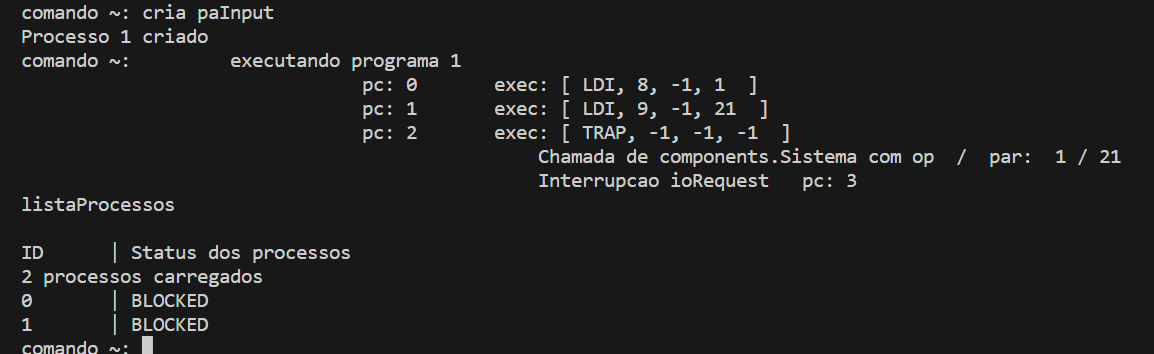 comando ~: cria paInput
Processo 1 criado
comando ~:         executando programa 1
pc: 0       exec: [ LDI, 8, -1, 1  ]
pc: 1       exec: [ LDI, 9, -1, 21  ]
pc: 2       exec: [ TRAP, -1, -1, -1  ]
Chamada de components.Sistema com op  /  par:  1 / 21
Interrupcao ioRequest   pc: 3
listaProcessos
ID      | Status dos processos
2 processos carregados
0       | BLOCKED
1       | BLOCKED
comando ~: